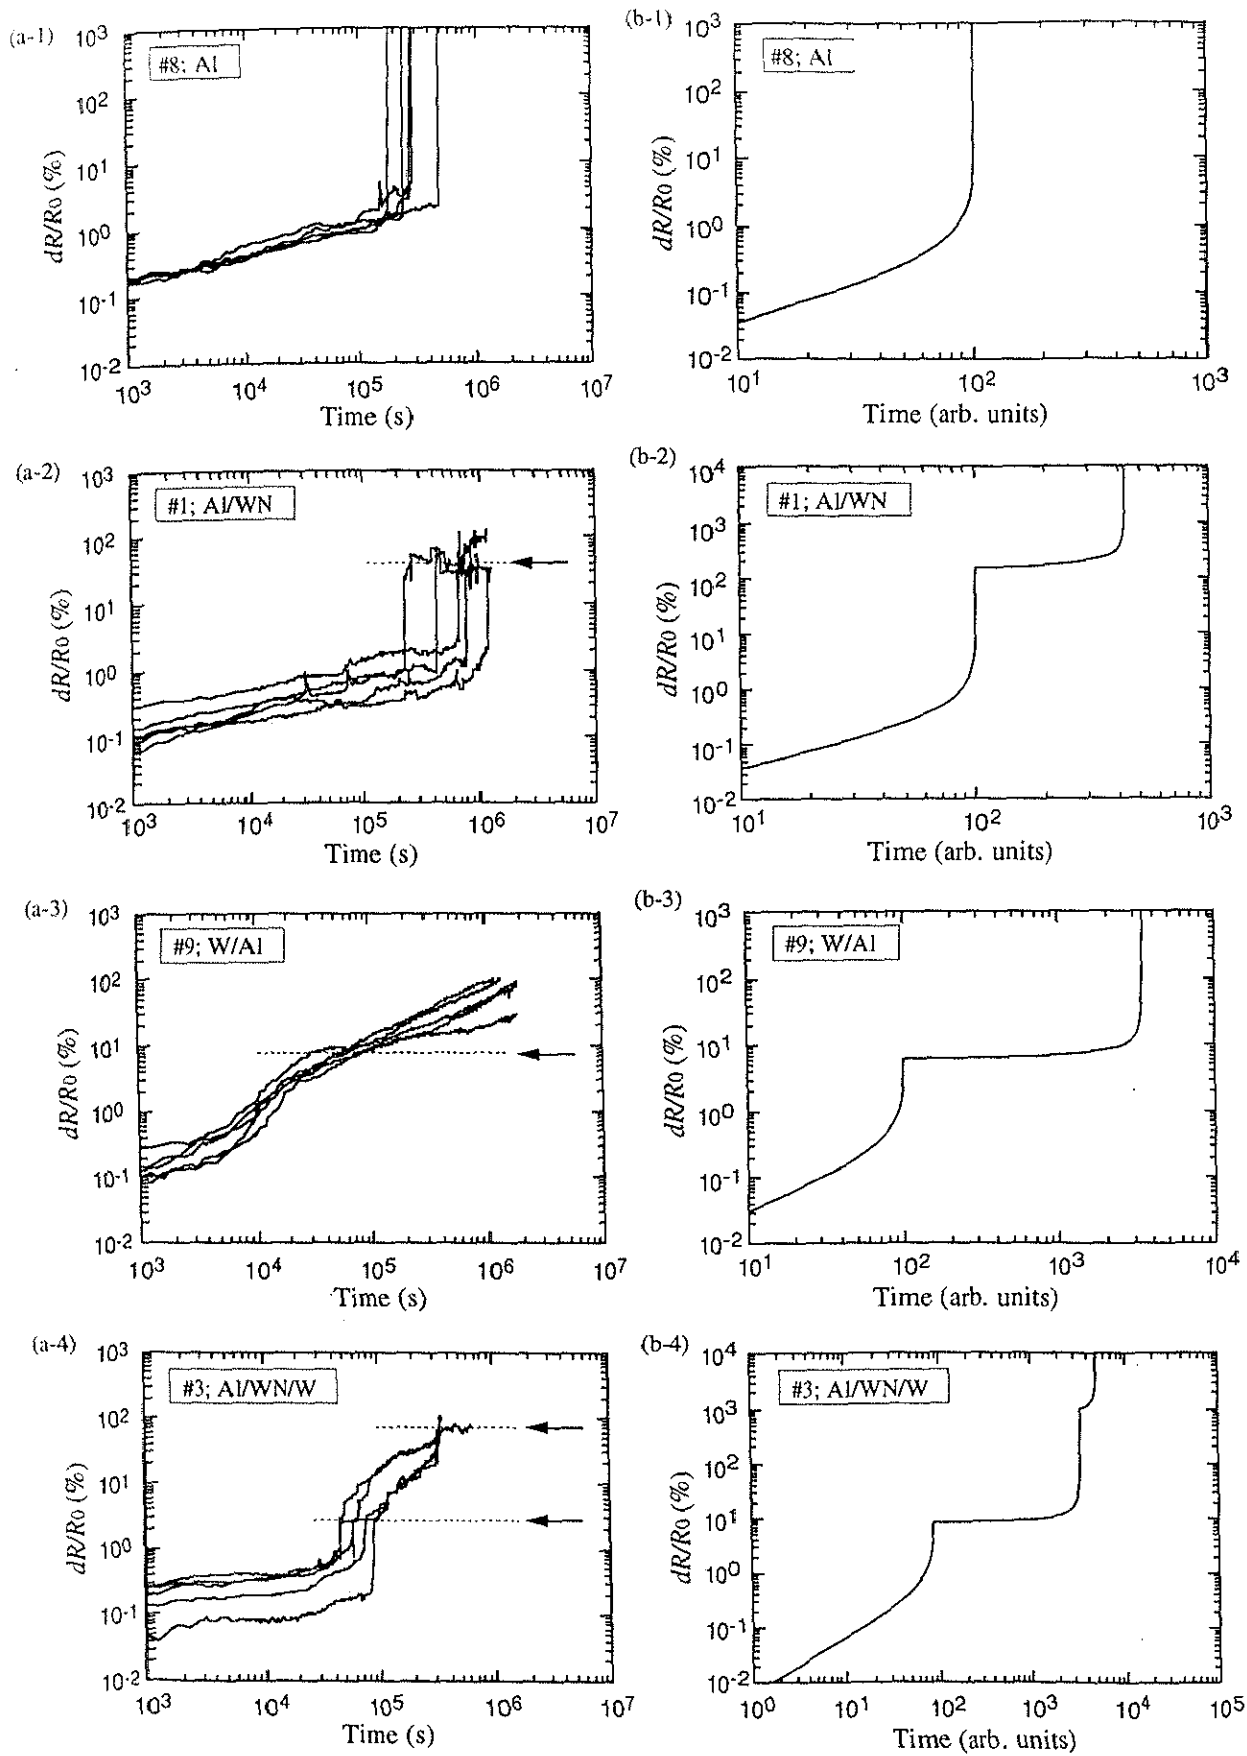 (a-1)
#8; Al
10³
10²
10¹
10⁰
10⁻¹
10⁻²
dR/Ro (%)
10³ 10⁴ 10⁵ 10⁶ 10⁷
Time (s)
(b-1)
#8; Al
10³
10²
10¹
10⁰
10⁻¹
10⁻²
dR/Ro (%)
10¹ 10² 10³
Time (arb. units)
(a-2)
#1; Al/WN
10³
10²
10¹
10⁰
10⁻¹
10⁻²
dR/Ro (%)
10³ 10⁴ 10⁵ 10⁶ 10⁷
Time (s)
(b-2)
#1; Al/WN
10⁴
10³
10²
10¹
10⁰
10⁻¹
10⁻²
dR/Ro (%)
10¹ 10² 10³
Time (arb. units)
(a-3)
#9; W/Al
10³
10²
10¹
10⁰
10⁻¹
10⁻²
dR/Ro (%)
10³ 10⁴ 10⁵ 10⁶ 10⁷
Time (s)
(b-3)
#9; W/Al
10³
10²
10¹
10⁰
10⁻¹
10⁻²
dR/Ro (%)
10¹ 10² 10³ 10⁴
Time (arb. units)
(a-4)
#3; Al/WN/W
10³
10²
10¹
10⁰
10⁻¹
10⁻²
dR/Ro (%)
10³ 10⁴ 10⁵ 10⁶ 10⁷
Time (s)
(b-4)
#3; Al/WN/W
10⁴
10³
10²
10¹
10⁰
10⁻¹
10⁻²
dR/Ro (%)
10⁰ 10¹ 10² 10³ 10⁴ 10⁵
Time (arb. units)